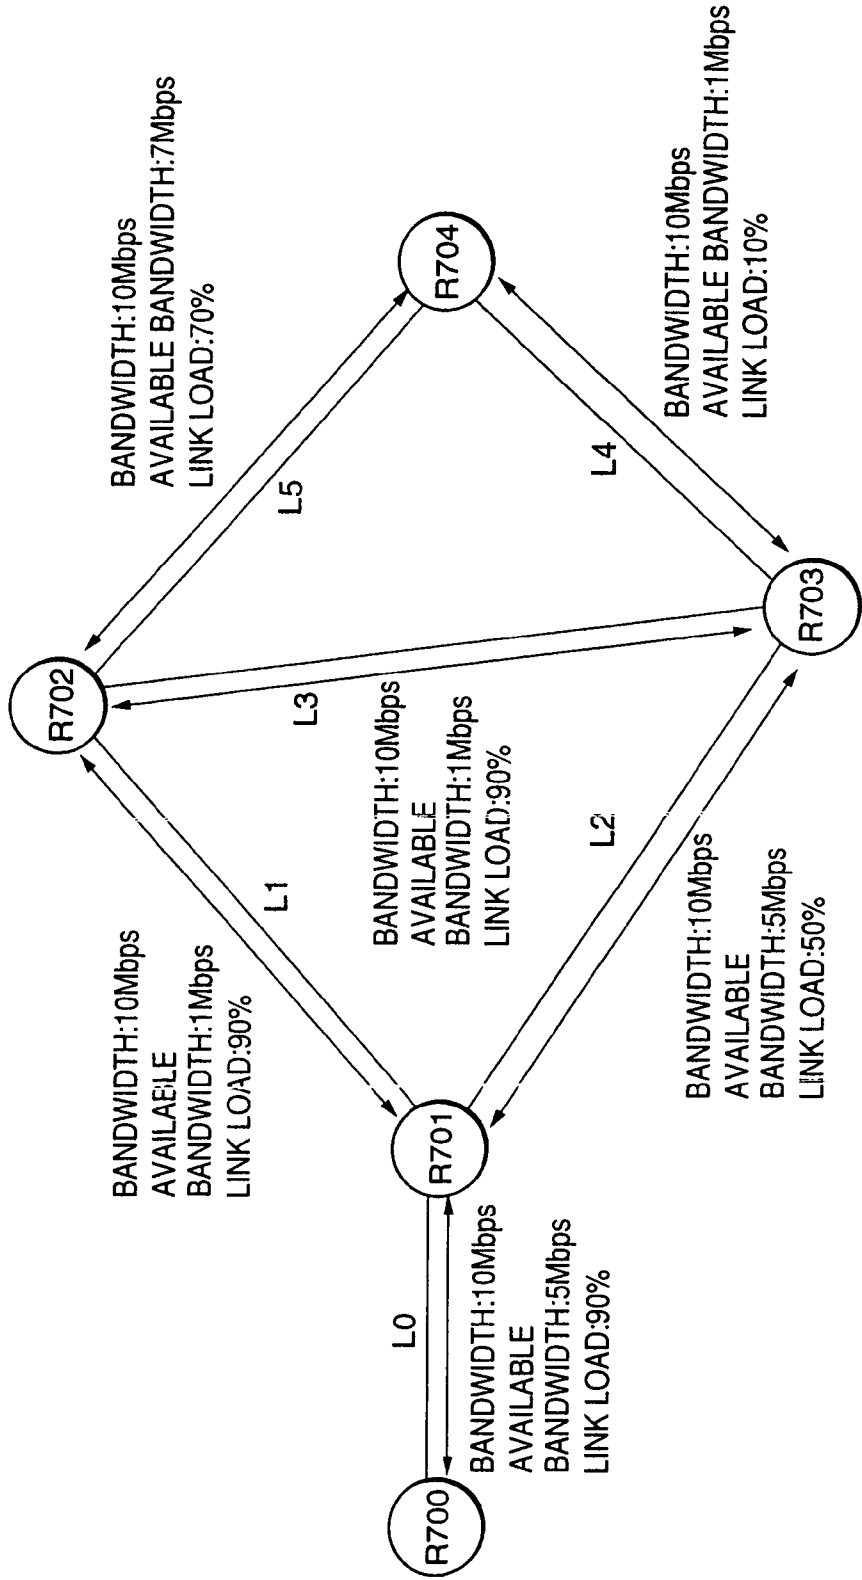 R700
L0
BANDWIDTH:10Mbps
AVAILABLE
BANDWIDTH:5Mbps
LINK LOAD:90%
R701
BANDWIDTH:10Mbps
AVAILABLE
BANDWIDTH:1Mbps
LINK LOAD:90%
L1
R702
BANDWIDTH:10Mbps
AVAILABLE
BANDWIDTH:1Mbps
LINK LOAD:90%
L3
L2
BANDWIDTH:10Mbps
AVAILABLE
BANDWIDTH:5Mbps
LINK LOAD:50%
R703
BANDWIDTH:10Mbps
AVAILABLE BANDWIDTH:7Mbps
LINK LOAD:70%
L5
R704
L4
BANDWIDTH:10Mbps
AVAILABLE BANDWIDTH:1Mbps
LINK LOAD:10%